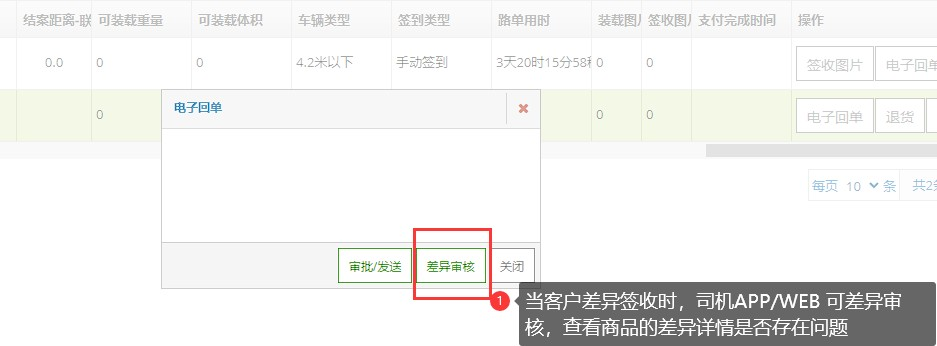 结案距离-联 可装载重量 可装载体积 车辆类型 签到类型 路单用时 装载图片 签收图片 支付完成时间 操作
0.0 0 0 4.2米以下 手动签到 3天20时15分58秒 0 0 签收图片 电子回单
0 0 0 电子回单 退货
电子回单
每页 10 条 共2条
审批/发送 差异审核 关闭
1 当客户差异签收时，司机APP/WEB 可差异审
核，查看商品的差异详情是否存在问题